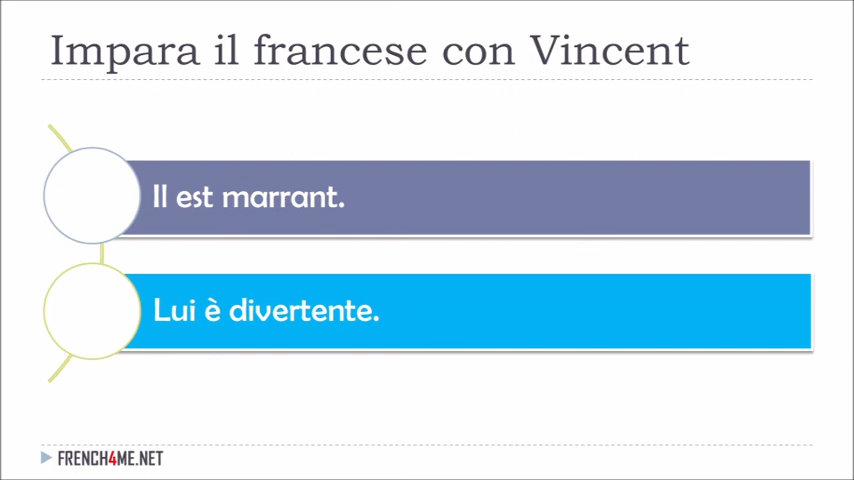 Impara il francese con Vincent
Il est marrant.
Lui è divertente.
FRENCH4ME.NET